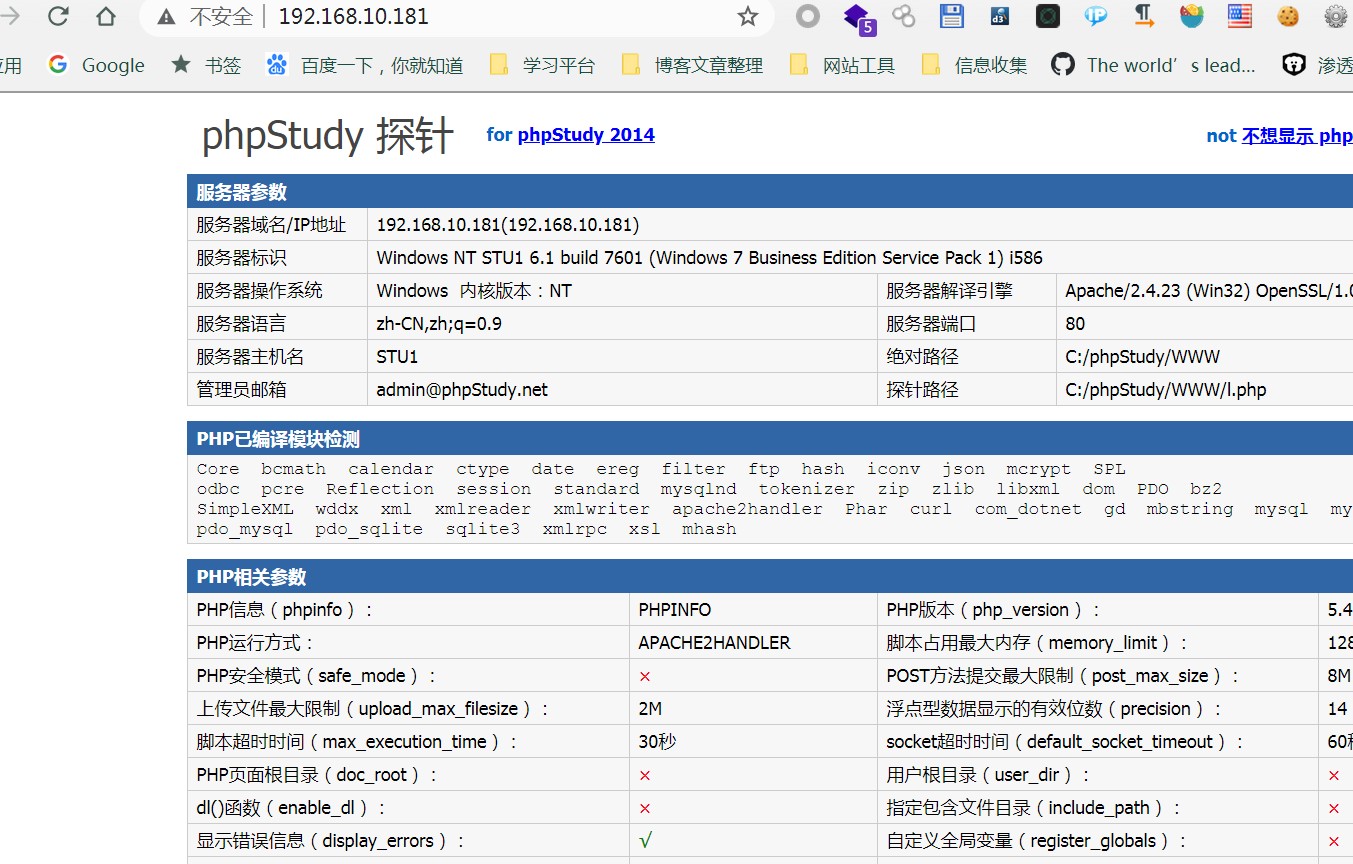 不安全 192.168.10.181
5 d3 iP
应用 Google 书签 百度一下，你就知道 学习平台 博客文章整理 网站工具 信息收集 The world’s lead... 渗透
phpStudy 探针 for phpStudy 2014 not 不想显示 php
服务器参数
服务器域名/IP地址 192.168.10.181(192.168.10.181)
服务器标识 Windows NT STU1 6.1 build 7601 (Windows 7 Business Edition Service Pack 1) i586
服务器操作系统 Windows 内核版本：NT 服务器解译引擎 Apache/2.4.23 (Win32) OpenSSL/1.0
服务器语言 zh-CN,zh;q=0.9 服务器端口 80
服务器主机名 STU1 绝对路径 C:/phpStudy/WWW
管理员邮箱 admin@phpStudy.net 探针路径 C:/phpStudy/WWW/l.php
PHP已编译模块检测
Core bcmath calendar ctype date ereg filter ftp hash iconv json mcrypt SPL
odbc pcre Reflection session standard mysqlnd tokenizer zip zlib libxml dom PDO bz2
SimpleXML wddx xml xmlreader xmlwriter apache2handler Phar curl com_dotnet gd mbstring mysql my
pdo_mysql pdo_sqlite sqlite3 xmlrpc xsl mhash
PHP相关参数
PHP信息（phpinfo）： PHPINFO PHP版本（php_version）： 5.4
PHP运行方式： APACHE2HANDLER 脚本占用最大内存（memory_limit）： 128
PHP安全模式（safe_mode）： × POST方法提交最大限制（post_max_size）： 8M
上传文件最大限制（upload_max_filesize）： 2M 浮点型数据显示的有效位数（precision）： 14
脚本超时时间（max_execution_time）： 30秒 socket超时时间（default_socket_timeout）： 60秒
PHP页面根目录（doc_root）： × 用户根目录（user_dir）： ×
dl()函数（enable_dl）： × 指定包含文件目录（include_path）： ×
显示错误信息（display_errors）： √ 自定义全局变量（register_globals）： ×